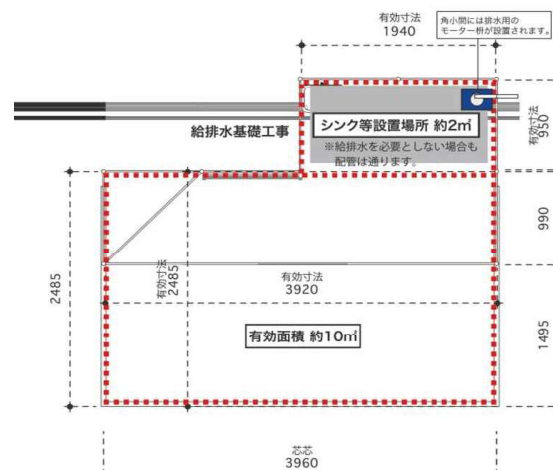 有効寸法
1940
角小間には排水用の
モーター枡が設置されます。
給排水基礎工事
シンク等設置場所 約2㎡
※給排水を必要としない場合も
配管は通ります。
有効寸法
950
990
2485
有効寸法
2485
有効寸法
3920
1495
有効面積 約10㎡
芯芯
3960